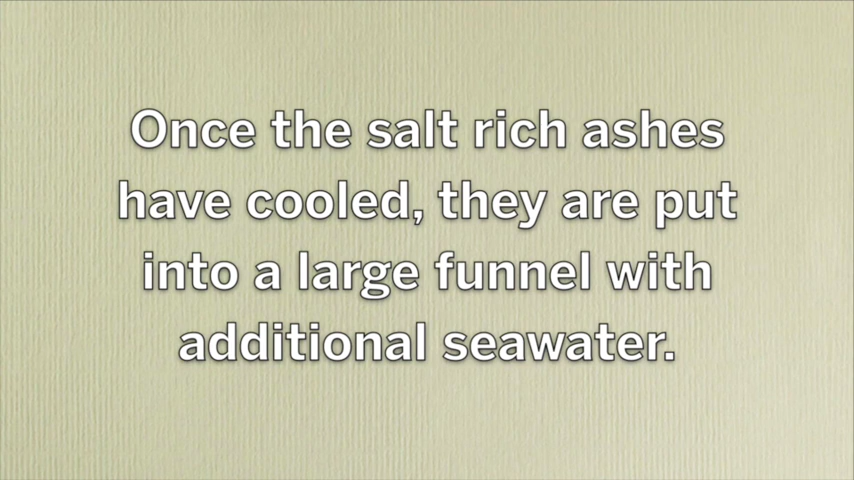 Once the salt rich ashes
have cooled, they are put
into a large funnel with
additional seawater.